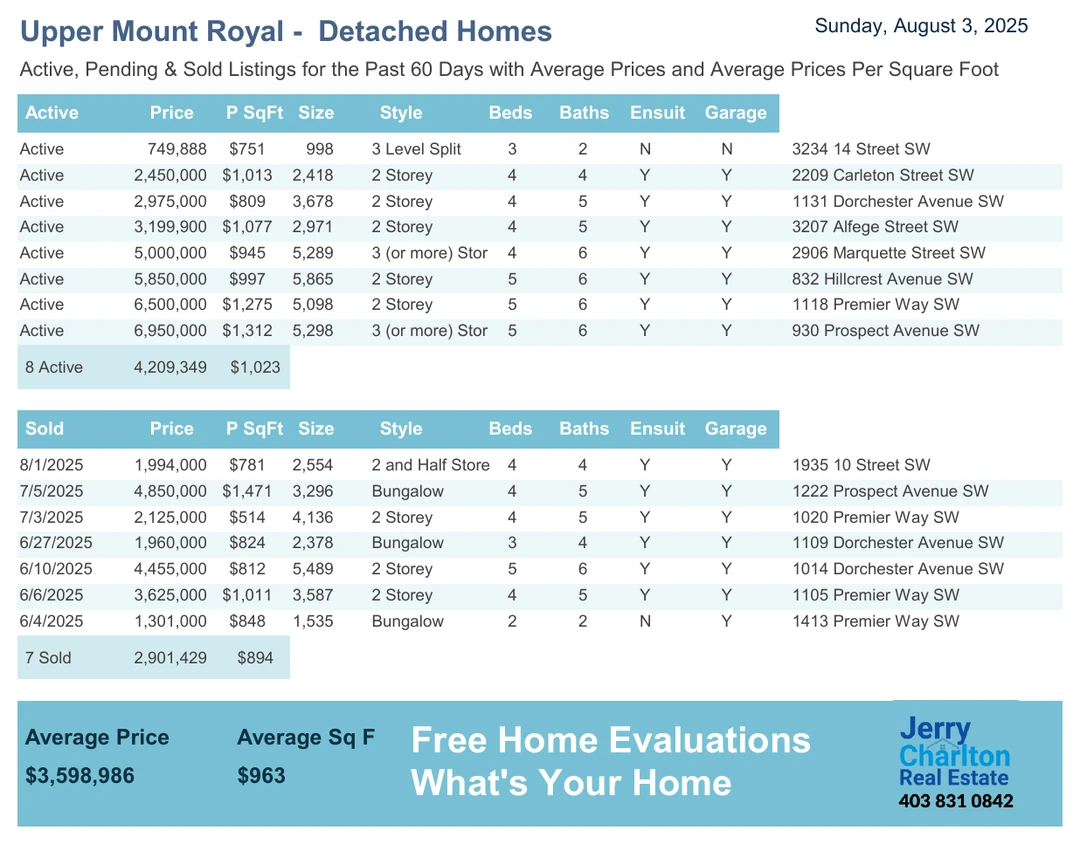 Upper Mount Royal - Detached Homes Sunday, August 3, 2025
Active, Pending & Sold Listings for the Past 60 Days with Average Prices and Average Prices Per Square Foot
Active Price P SqFt Size Style Beds Baths Ensuit Garage
Active 749,888 $751 998 3 Level Split 3 2 N N 3234 14 Street SW
Active 2,450,000 $1,013 2,418 2 Storey 4 4 Y Y 2209 Carleton Street SW
Active 2,975,000 $809 3,678 2 Storey 4 5 Y Y 1131 Dorchester Avenue SW
Active 3,199,900 $1,077 2,971 2 Storey 4 5 Y Y 3207 Alfege Street SW
Active 5,000,000 $945 5,289 3 (or more) Stor 4 6 Y Y 2906 Marquette Street SW
Active 5,850,000 $997 5,865 2 Storey 5 6 Y Y 832 Hillcrest Avenue SW
Active 6,500,000 $1,275 5,098 2 Storey 5 6 Y Y 1118 Premier Way SW
Active 6,950,000 $1,312 5,298 3 (or more) Stor 5 6 Y Y 930 Prospect Avenue SW
8 Active 4,209,349 $1,023
Sold Price P SqFt Size Style Beds Baths Ensuit Garage
8/1/2025 1,994,000 $781 2,554 2 and Half Store 4 4 Y Y 1935 10 Street SW
7/5/2025 4,850,000 $1,471 3,296 Bungalow 4 5 Y Y 1222 Prospect Avenue SW
7/3/2025 2,125,000 $514 4,136 2 Storey 4 5 Y Y 1020 Premier Way SW
6/27/2025 1,960,000 $824 2,378 Bungalow 3 4 Y Y 1109 Dorchester Avenue SW
6/10/2025 4,455,000 $812 5,489 2 Storey 5 6 Y Y 1014 Dorchester Avenue SW
6/6/2025 3,625,000 $1,011 3,587 2 Storey 4 5 Y Y 1105 Premier Way SW
6/4/2025 1,301,000 $848 1,535 Bungalow 2 2 N Y 1413 Premier Way SW
7 Sold 2,901,429 $894
Average Price Average Sq F
$3,598,986 $963
Free Home Evaluations
What's Your Home
Jerry
Charlton
Real Estate
403 831 0842